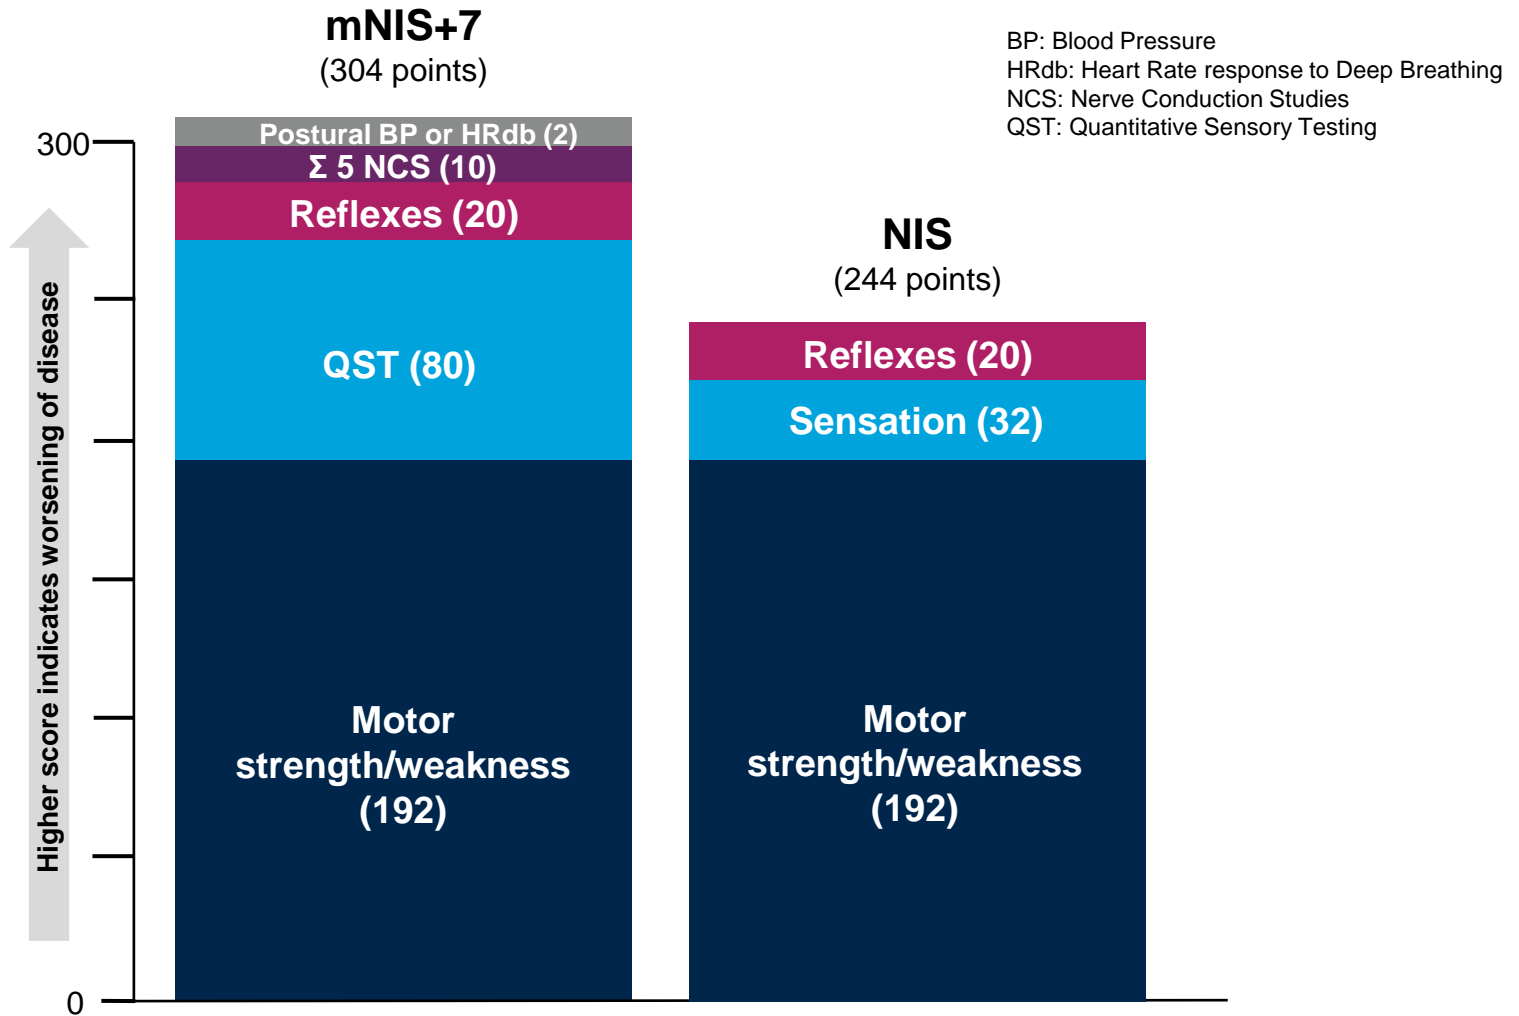 mNIS+7
(304 points)
BP: Blood Pressure
HRdb: Heart Rate response to Deep Breathing
NCS: Nerve Conduction Studies
QST: Quantitative Sensory Testing
300
Postural BP or HRdb (2)
Σ 5 NCS (10)
Reflexes (20)
QST (80)
Motor
strength/weakness
(192)
NIS
(244 points)
Reflexes (20)
Sensation (32)
Motor
strength/weakness
(192)
Higher score indicates worsening of disease
0